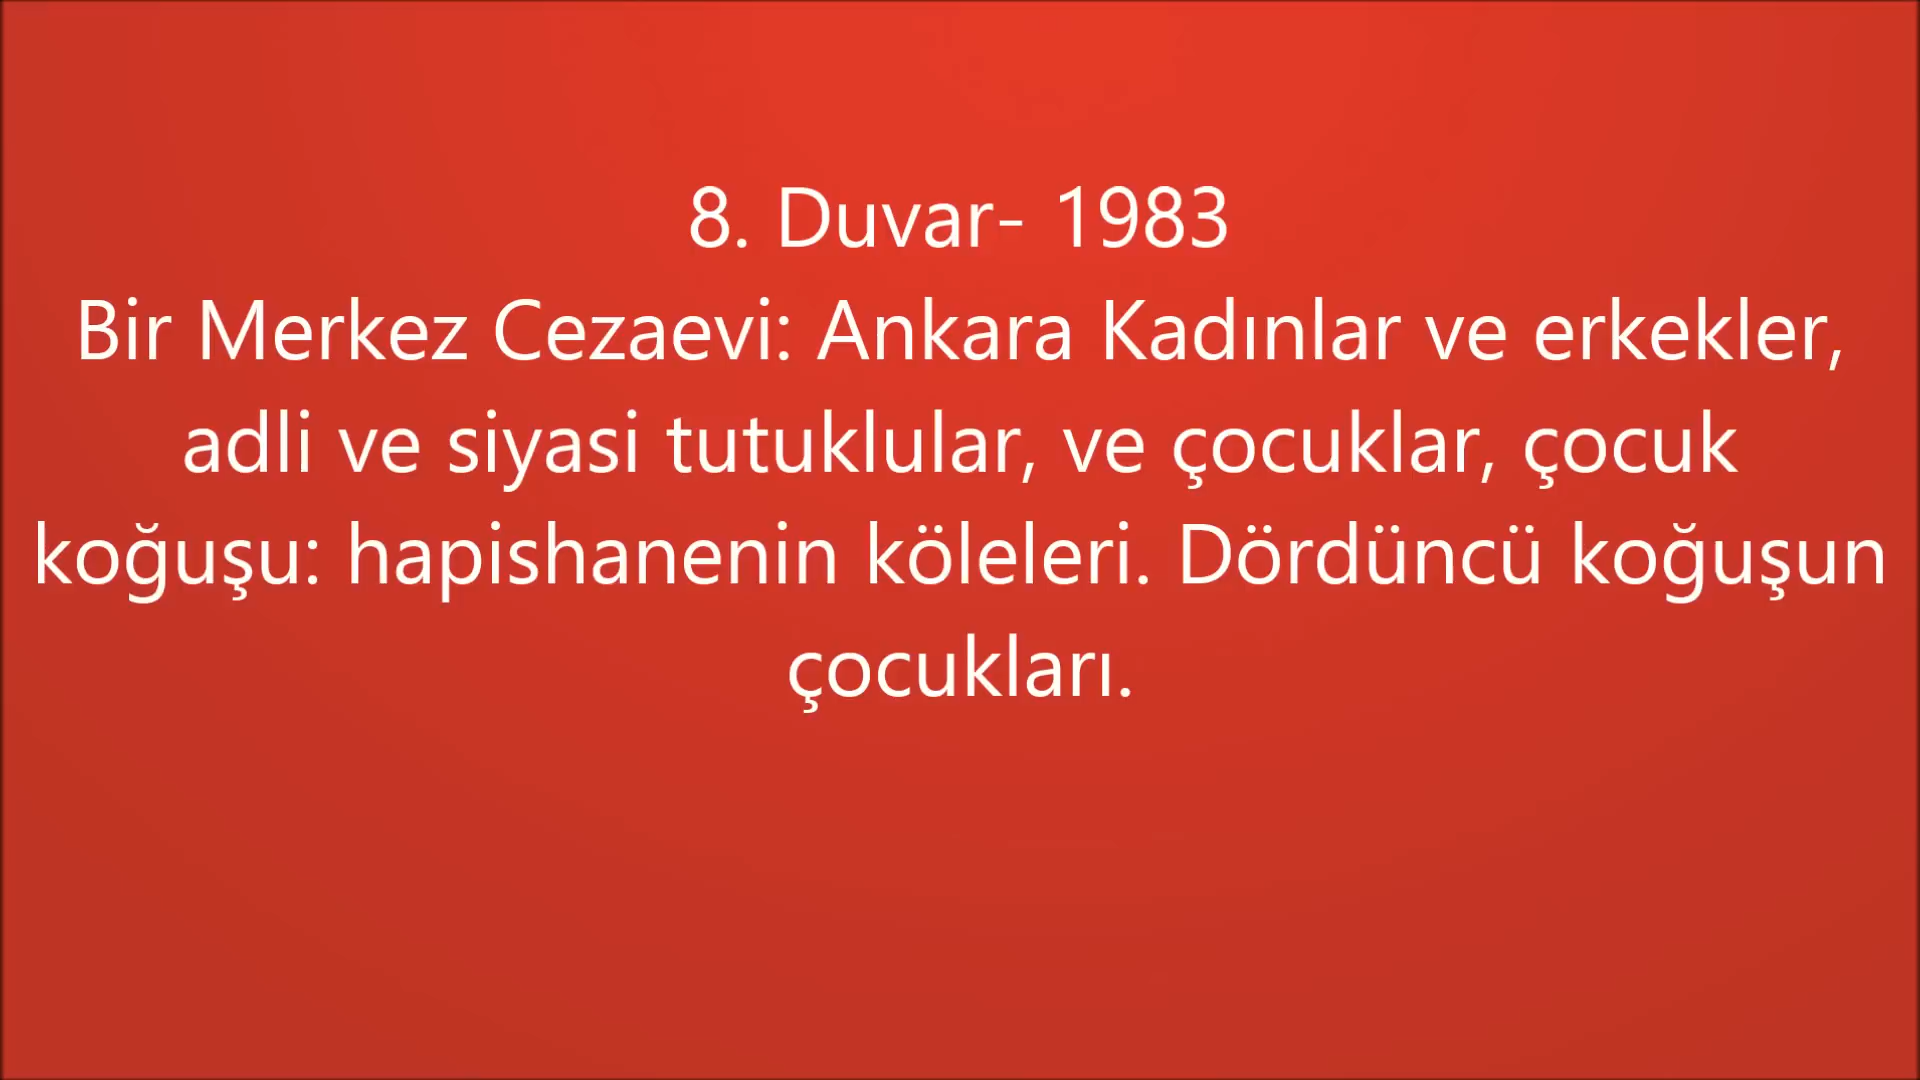 8. Duvar- 1983
Bir Merkez Cezaevi: Ankara Kadınlar ve erkekler,
adli ve siyasi tutuklular, ve çocuklar, çocuk
koğuşu: hapishanenin köleleri. Dördüncü koğuşun
çocukları.